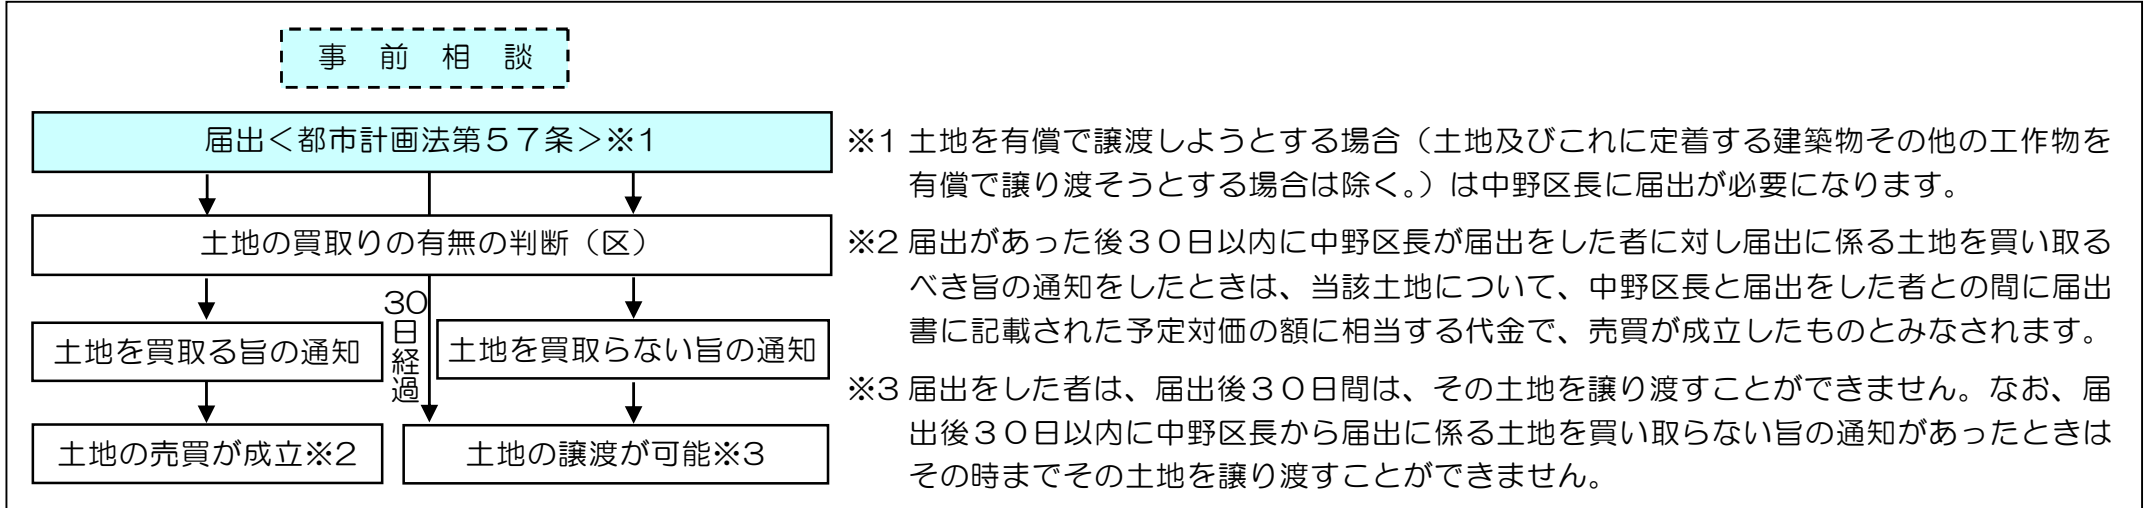 事前相談
届出＜都市計画法第５７条＞※1
土地の買取りの有無の判断（区）
30日経過
土地を買取る旨の通知
土地を買取らない旨の通知
土地の売買が成立※2
土地の譲渡が可能※3
※1 土地を有償で譲渡しようとする場合（土地及びこれに定着する建築物その他の工作物を
有償で譲り渡そうとする場合は除く。）は中野区長に届出が必要になります。
※2 届出があった後３０日以内に中野区長が届出をした者に対し届出に係る土地を買い取る
べき旨の通知をしたときは、当該土地について、中野区長と届出をした者との間に届出
書に記載された予定対価の額に相当する代金で、売買が成立したものとみなされます。
※3 届出をした者は、届出後３０日間は、その土地を譲り渡すことができません。なお、届
出後３０日以内に中野区長から届出に係る土地を買い取らない旨の通知があったときは
その時までその土地を譲り渡すことができません。